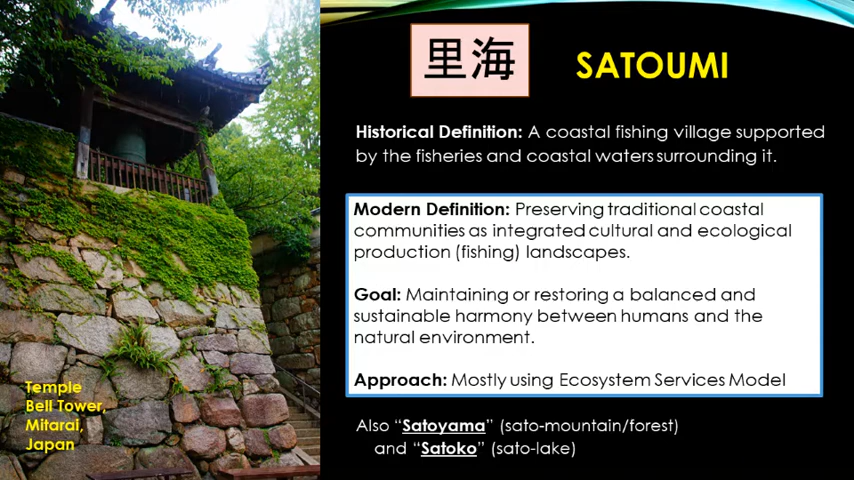 里海
SATOUMI
Historical Definition: A coastal fishing village supported
by the fisheries and coastal waters surrounding it.
Modern Definition: Preserving traditional coastal
communities as integrated cultural and ecological
production (fishing) landscapes.
Goal: Maintaining or restoring a balanced and
sustainable harmony between humans and the
natural environment.
Approach: Mostly using Ecosystem Services Model
Also “Satoyama” (sato-mountain/forest)
and “Satoko” (sato-lake)
Temple
Bell Tower,
Mitarai,
Japan